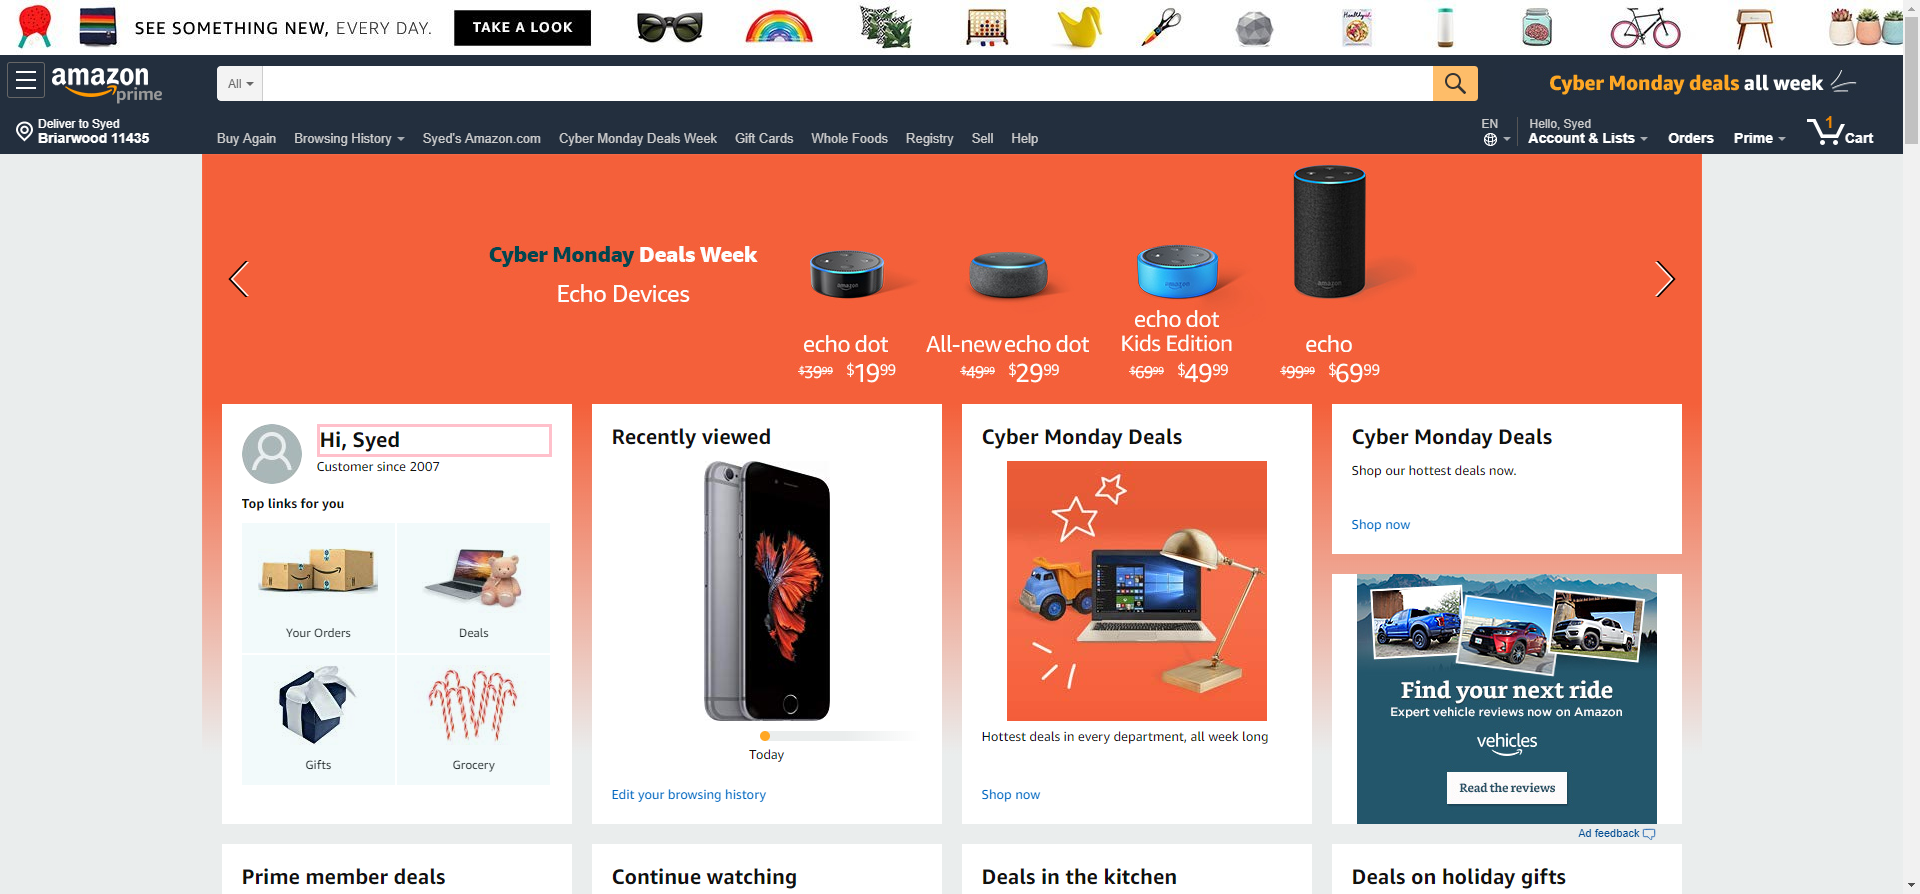 SEE SOMETHING NEW, EVERY DAY. TAKE A LOOK
amazon prime
All
Cyber Monday deals all week
Deliver to Syed
Briarwood 11435
Buy Again Browsing History Syed's Amazon.com Cyber Monday Deals Week Gift Cards Whole Foods Registry Sell Help
EN
Hello, Syed
Account & Lists Orders Prime 1 Cart
Cyber Monday Deals Week
Echo Devices
echo dot
$39.99 $19.99
All-new echo dot
$49.99 $29.99
echo dot
Kids Edition
$69.99 $49.99
echo
$99.99 $69.99
Hi, Syed
Customer since 2007
Top links for you
Your Orders
Deals
Gifts
Grocery
Recently viewed
Today
Edit your browsing history
Cyber Monday Deals
Hottest deals in every department, all week long
Shop now
Cyber Monday Deals
Shop our hottest deals now.
Shop now
Find your next ride
Expert vehicle reviews now on Amazon
vehicles
Read the reviews
Ad feedback
Prime member deals
Continue watching
Deals in the kitchen
Deals on holiday gifts